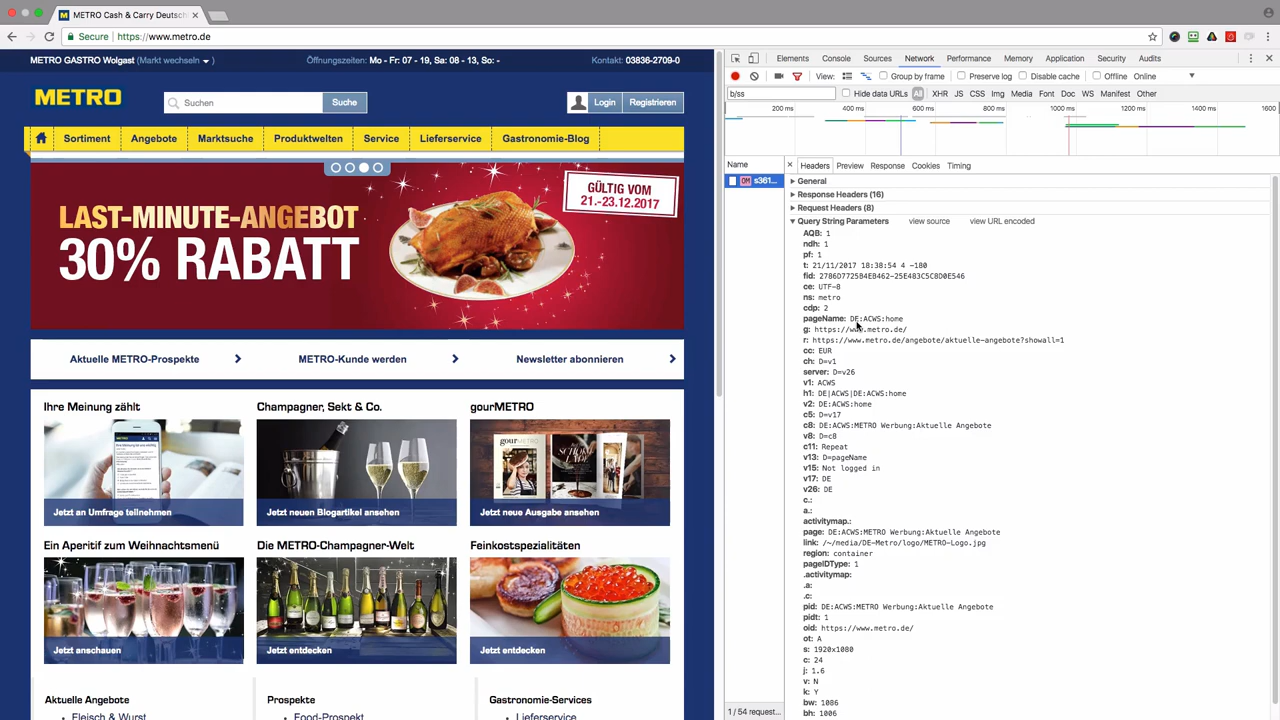 METRO Cash & Carry Deutsch
Secure
https://www.metro.de
METRO GASTRO Wolgast (Markt wechseln )
Öffnungszeiten: Mo - Fr: 07 - 19, Sa: 08 - 13, So: -
Kontakt: 03836-2709-0
METRO
Suchen
Suche
Login
Registrieren
Sortiment
Angebote
Marktsuche
Produktwelten
Service
Lieferservice
Gastronomie-Blog
LAST-MINUTE-ANGEBOT
30% RABATT
GÜLTIG VOM
21.-23.12.2017
Aktuelle METRO-Prospekte
METRO-Kunde werden
Newsletter abonnieren
Ihre Meinung zählt
Champagner, Sekt & Co.
gourMETRO
gourMETRO
Jetzt an Umfrage teilnehmen
Jetzt neuen Blogartikel ansehen
Jetzt neue Ausgabe ansehen
Ein Aperitif zum Weihnachtsmenü
Die METRO-Champagner-Welt
Feinkostspezialitäten
Jetzt anschauen
Jetzt entdecken
Jetzt entdecken
Aktuelle Angebote
Prospekte
Gastronomie-Services
Fleisch & Wurst
Food-Prospekt
Lieferservice
Elements
Console
Sources
Network
Performance
Memory
Application
Security
Audits
View:
Group by frame
Preserve log
Disable cache
Offline
Online
b/ss
Hide data URLs
All
XHR
JS
CSS
Img
Media
Font
Doc
WS
Manifest
Other
200 ms
400 ms
600 ms
800 ms
1000 ms
1200 ms
1400 ms
1600
Name
Headers
Preview
Response
Cookies
Timing
s361...
General
Response Headers (16)
Request Headers (8)
Query String Parameters
view source
view URL encoded
AQB: 1
ndh: 1
pf: 1
t: 21/11/2017 18:38:54 4 -180
fid: 2786D772584E8462-25E483C5C8D0E546
ce: UTF-8
ns: metro
cdp: 2
pageName: DE:ACWS:home
g: https://www.metro.de/
r: https://www.metro.de/angebote/aktuelle-angebote?showall=1
cc: EUR
ch: D=v1
server: D=v26
v1: ACWS
h1: DE|ACWS|DE:ACWS:home
v2: DE:ACWS:home
c5: D=v17
c8: DE:ACWS:METRO Werbung:Aktuelle Angebote
v8: D=c8
c11: Repeat
v13: D=pageName
v15: Not logged in
v17: DE
v26: DE
c.:
a.:
activitymap.:
page: DE:ACWS:METRO Werbung:Aktuelle Angebote
link: /~/media/DE-Metro/logo/METRO-Logo.jpg
region: container
pageIDType: 1
.activitymap:
.a:
.c:
pid: DE:ACWS:METRO Werbung:Aktuelle Angebote
pidt: 1
oid: https://www.metro.de/
ot: A
s: 1920x1080
c: 24
j: 1.6
v: N
k: Y
bw: 1086
bh: 1006
1 / 54 request...